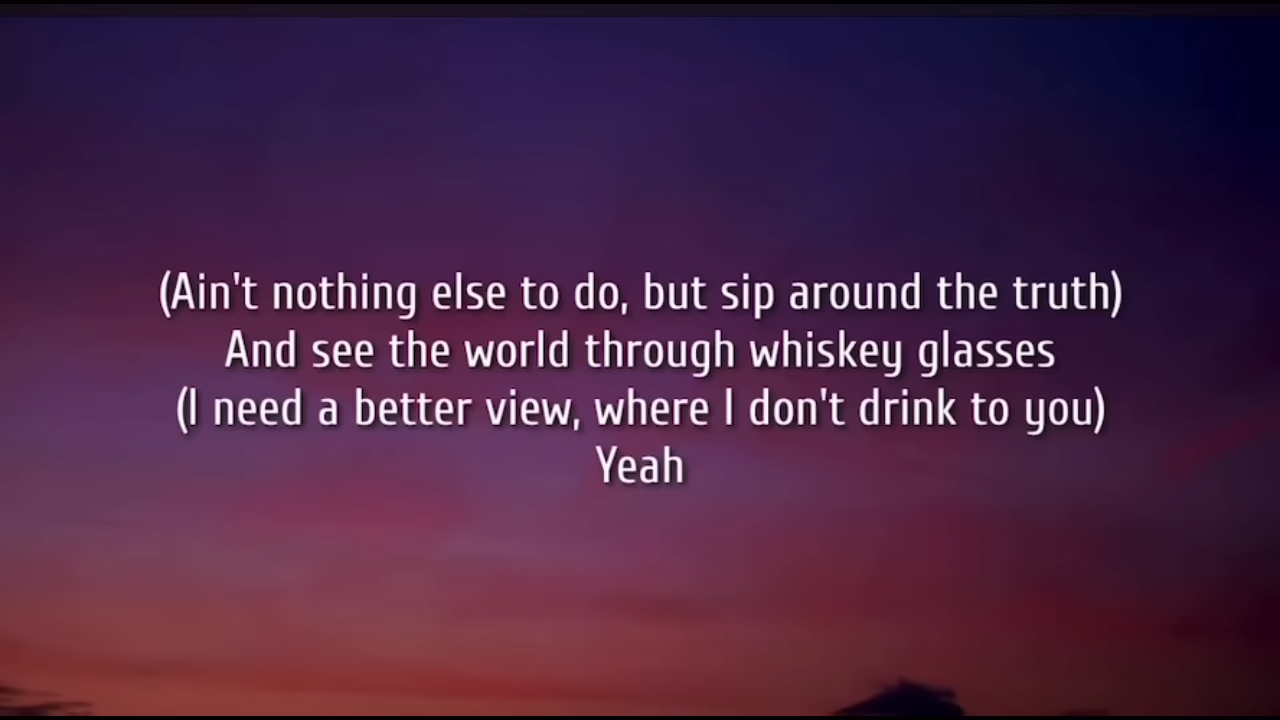 (Ain't nothing else to do, but sip around the truth)
And see the world through whiskey glasses
(I need a better view, where I don't drink to you)
Yeah